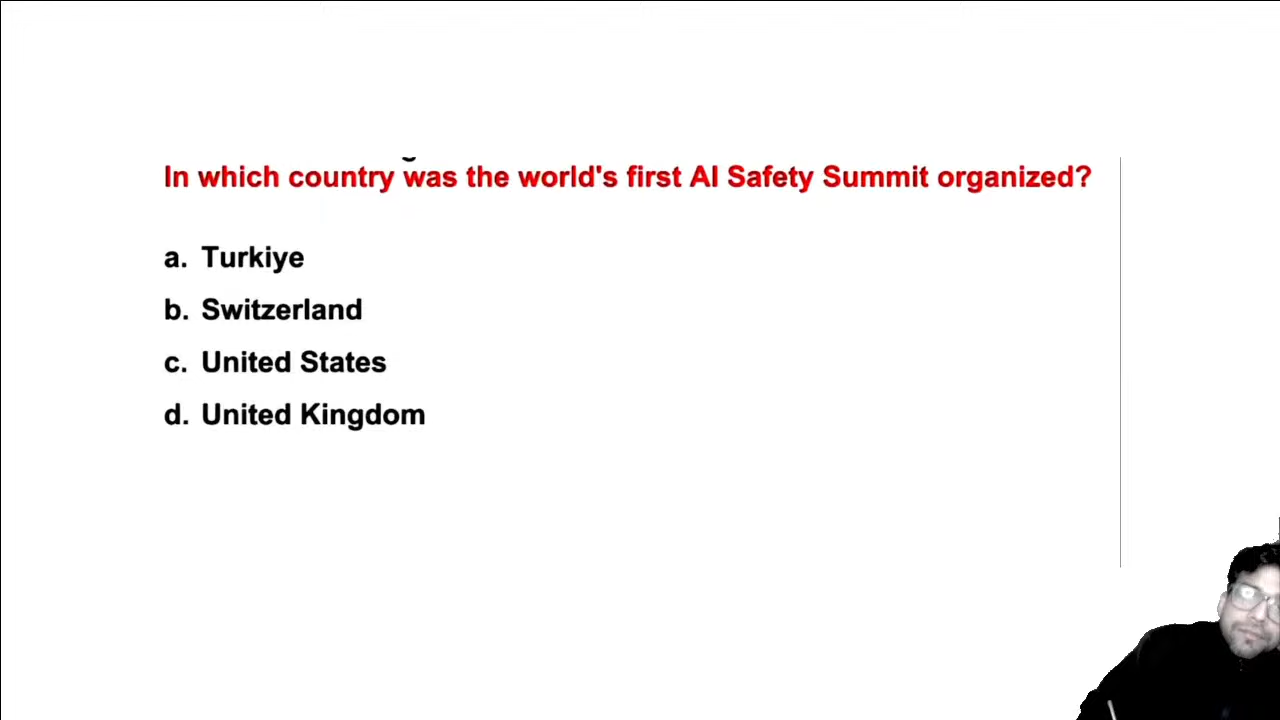 In which country was the world's first AI Safety Summit organized?
a. Turkiye
b. Switzerland
c. United States
d. United Kingdom